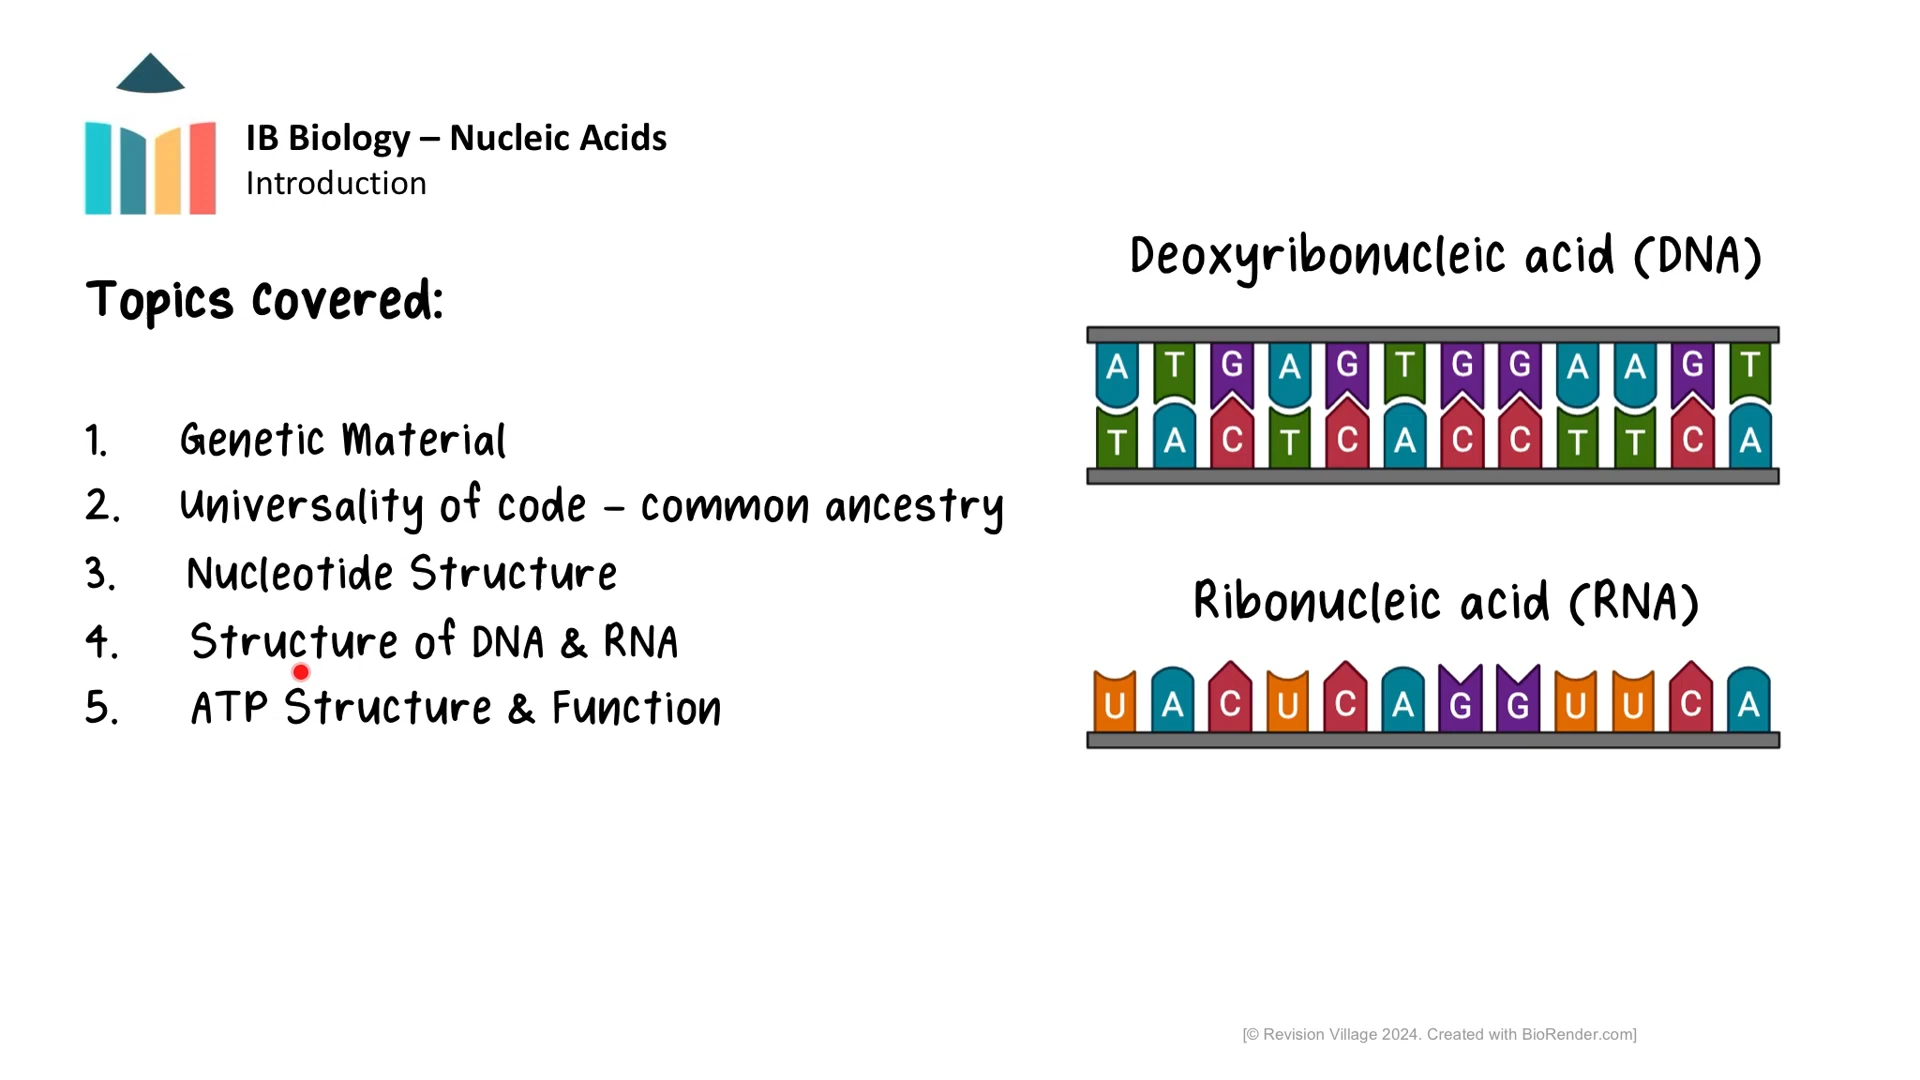 IB Biology – Nucleic Acids
Introduction
Topics Covered:
1. Genetic Material
2. Universality of code – common ancestry
3. Nucleotide Structure
4. Structure of DNA & RNA
5. ATP Structure & Function
Deoxyribonucleic acid (DNA)
A T G A G T G G A A G T
T A C T C A C C T T C A
Ribonucleic acid (RNA)
U A C U C A G G U U C A
[© Revision Village 2024. Created with BioRender.com]